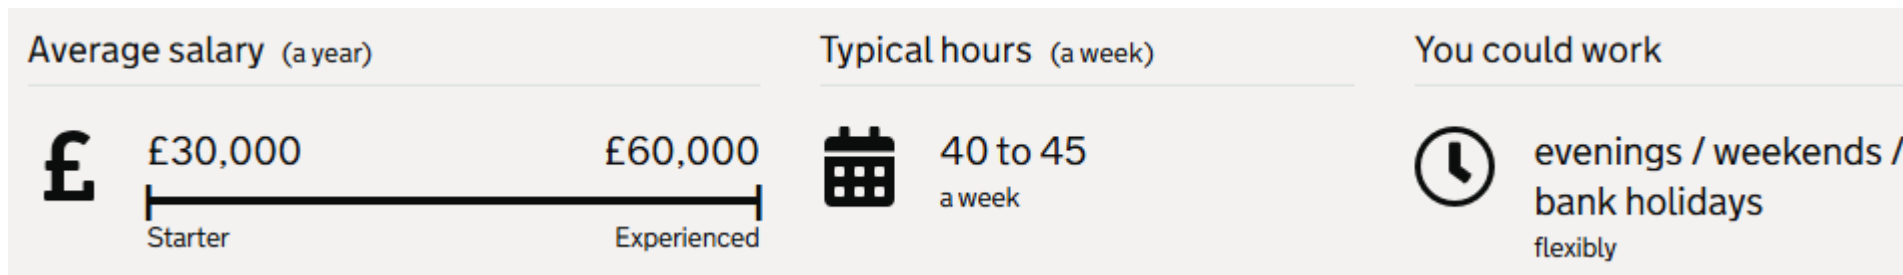 Average salary (a year)
£
£30,000 £60,000
Starter Experienced
Typical hours (a week)
40 to 45
a week
You could work
evenings / weekends /
bank holidays
flexibly